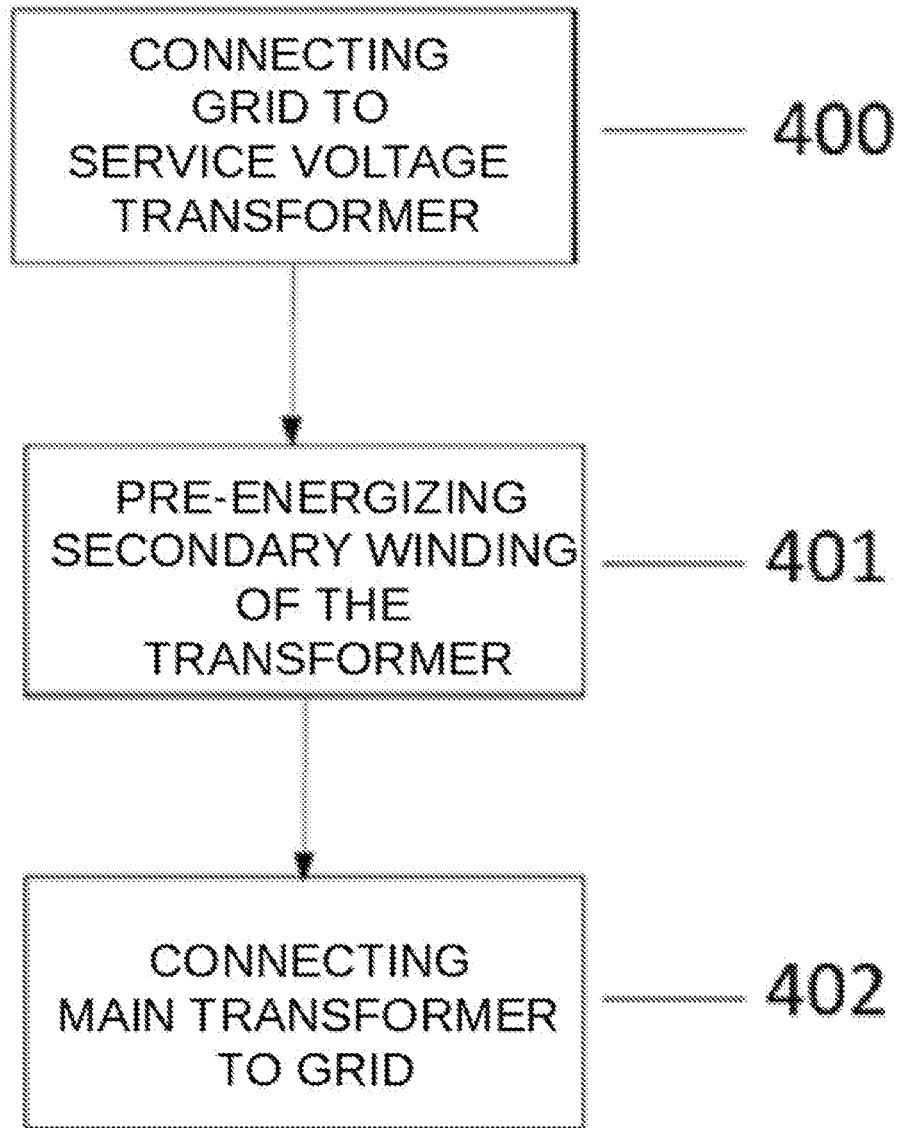 CONNECTING
GRID TO
SERVICE VOLTAGE
TRANSFORMER
400
PRE-ENERGIZING
SECONDARY WINDING
OF THE
TRANSFORMER
401
CONNECTING
MAIN TRANSFORMER
TO GRID
402